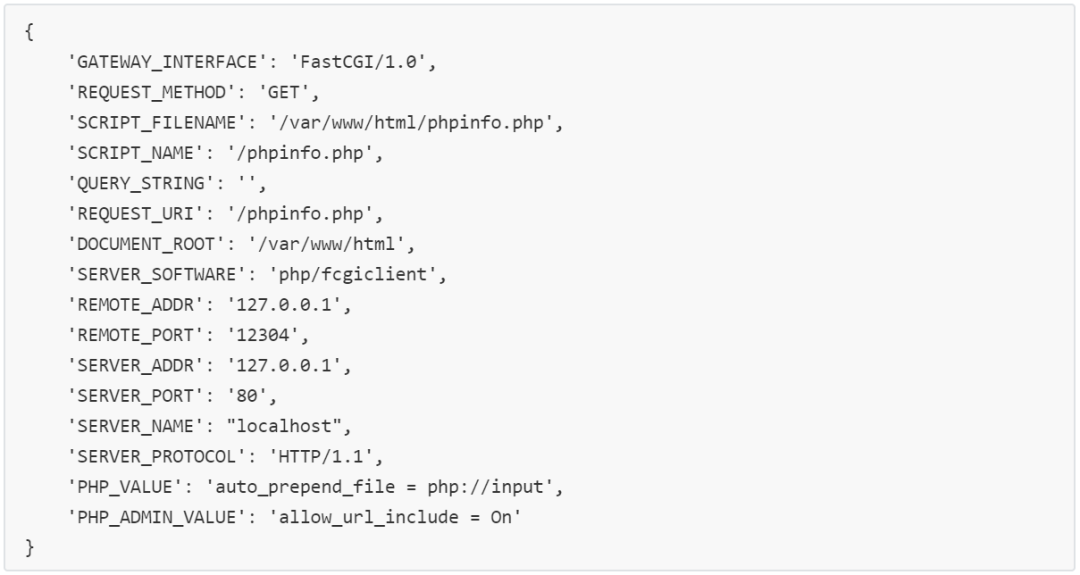 {
    'GATEWAY_INTERFACE': 'FastCGI/1.0',
    'REQUEST_METHOD': 'GET',
    'SCRIPT_FILENAME': '/var/www/html/phpinfo.php',
    'SCRIPT_NAME': '/phpinfo.php',
    'QUERY_STRING': '',
    'REQUEST_URI': '/phpinfo.php',
    'DOCUMENT_ROOT': '/var/www/html',
    'SERVER_SOFTWARE': 'php/fcgiclient',
    'REMOTE_ADDR': '127.0.0.1',
    'REMOTE_PORT': '12304',
    'SERVER_ADDR': '127.0.0.1',
    'SERVER_PORT': '80',
    'SERVER_NAME': "localhost",
    'SERVER_PROTOCOL': 'HTTP/1.1',
    'PHP_VALUE': 'auto_prepend_file = php://input',
    'PHP_ADMIN_VALUE': 'allow_url_include = On'
}